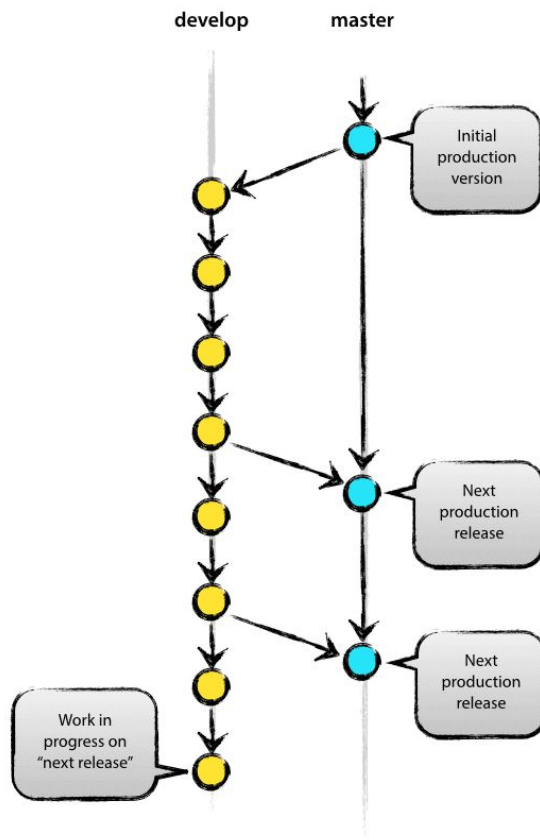 develop
master
Initial
production
version
Next
production
release
Next
production
release
Work in
progress on
“next release”